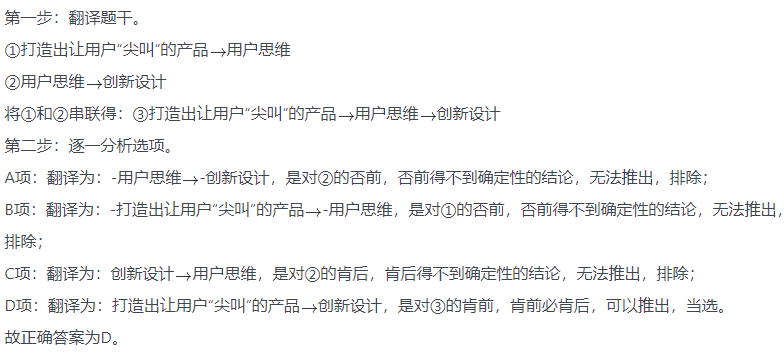 第一步：翻译题干。
①打造出让用户“尖叫”的产品→用户思维
②用户思维→创新设计
将①和②串联得：③打造出让用户“尖叫”的产品→用户思维→创新设计
第二步：逐一分析选项。
A项：翻译为：-用户思维→-创新设计，是对②的否前，否前得不到确定性的结论，无法推出，排除；
B项：翻译为：-打造出让用户“尖叫”的产品→-用户思维，是对①的否前，否前得不到确定性的结论，无法推出，
排除；
C项：翻译为：创新设计→用户思维，是对②的肯后，肯后得不到确定性的结论，无法推出，排除；
D项：翻译为：打造出让用户“尖叫”的产品→创新设计，是对③的肯前，肯前必肯后，可以推出，当选。
故正确答案为D。